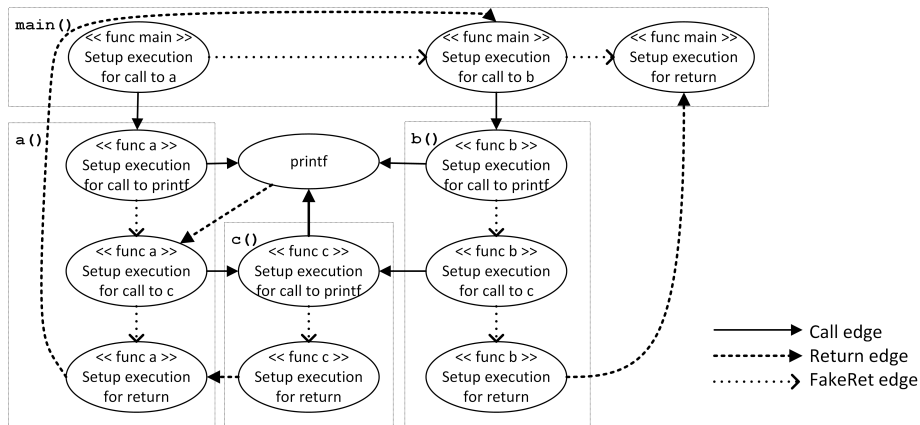 main()
<< func main >>
Setup execution
for call to a
<< func main >>
Setup execution
for call to b
<< func main >>
Setup execution
for return
a()
<< func a >>
Setup execution
for call to printf
printf
b()
<< func b >>
Setup execution
for call to printf
<< func a >>
Setup execution
for call to c
c()
<< func c >>
Setup execution
for call to printf
<< func b >>
Setup execution
for call to c
<< func a >>
Setup execution
for return
<< func c >>
Setup execution
for return
<< func b >>
Setup execution
for return
Call edge
Return edge
FakeRet edge